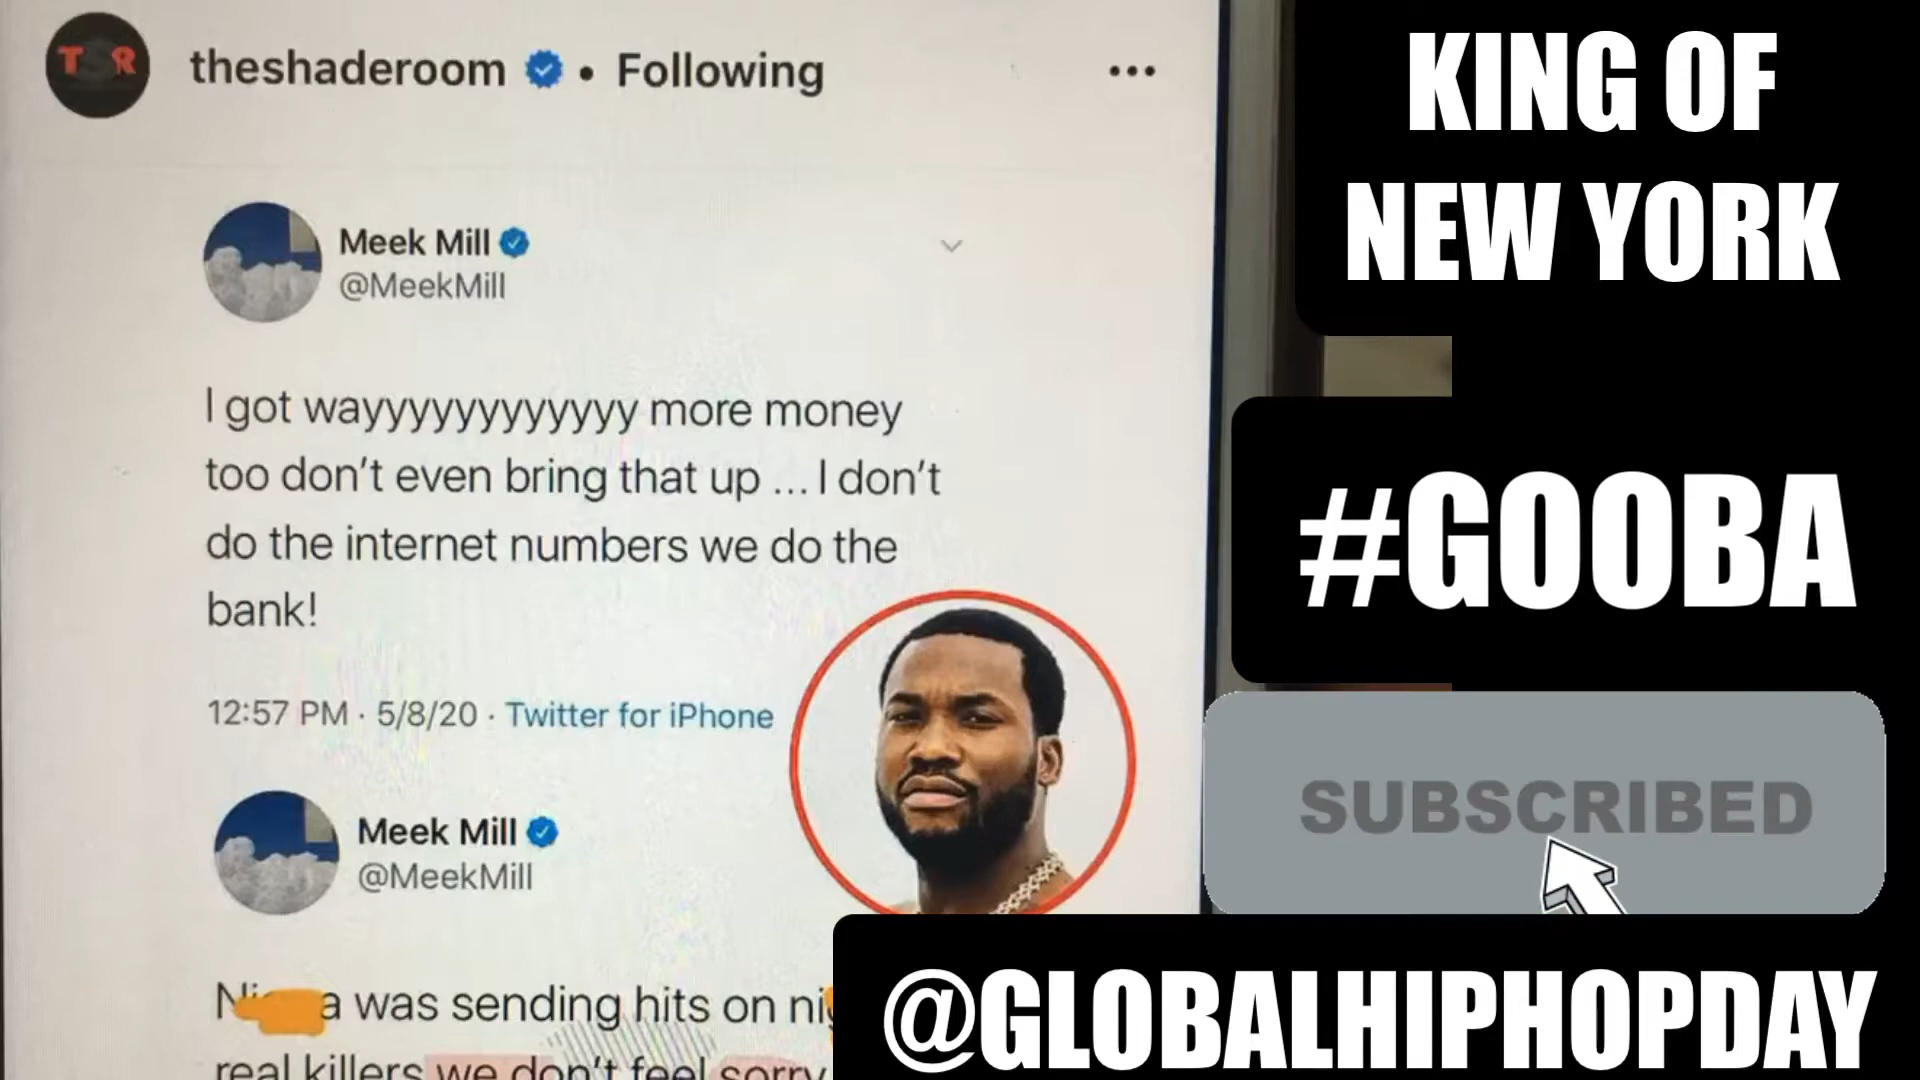 TSR
theshaderoom • Following
Meek Mill
@MeekMill
I got wayyyyyyyyyyyyy more money
too don't even bring that up ... I don't
do the internet numbers we do the
bank!
12:57 PM · 5/8/20 · Twitter for iPhone
Meek Mill
@MeekMill
a was sending hits on
real killers we don't feel sorry
KING OF
NEW YORK
#GOOBA
SUBSCRIBED
@GLOBALHIPHOPDAY